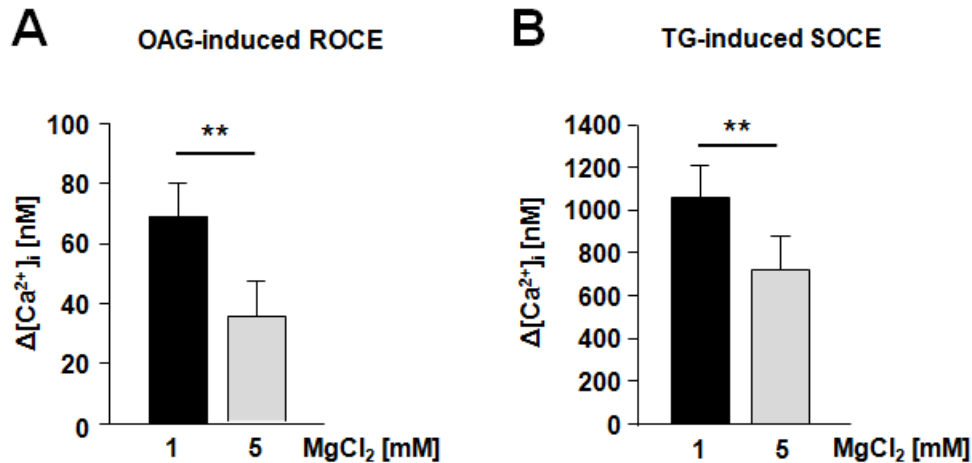 A
OAG-induced ROCE
Δ[Ca²⁺]ᵢ [nM]
100
80
60
40
20
0
**
1 5 MgCl₂ [mM]
B
TG-induced SOCE
Δ[Ca²⁺]ᵢ [nM]
1400
1200
1000
800
600
400
200
0
**
1 5 MgCl₂ [mM]